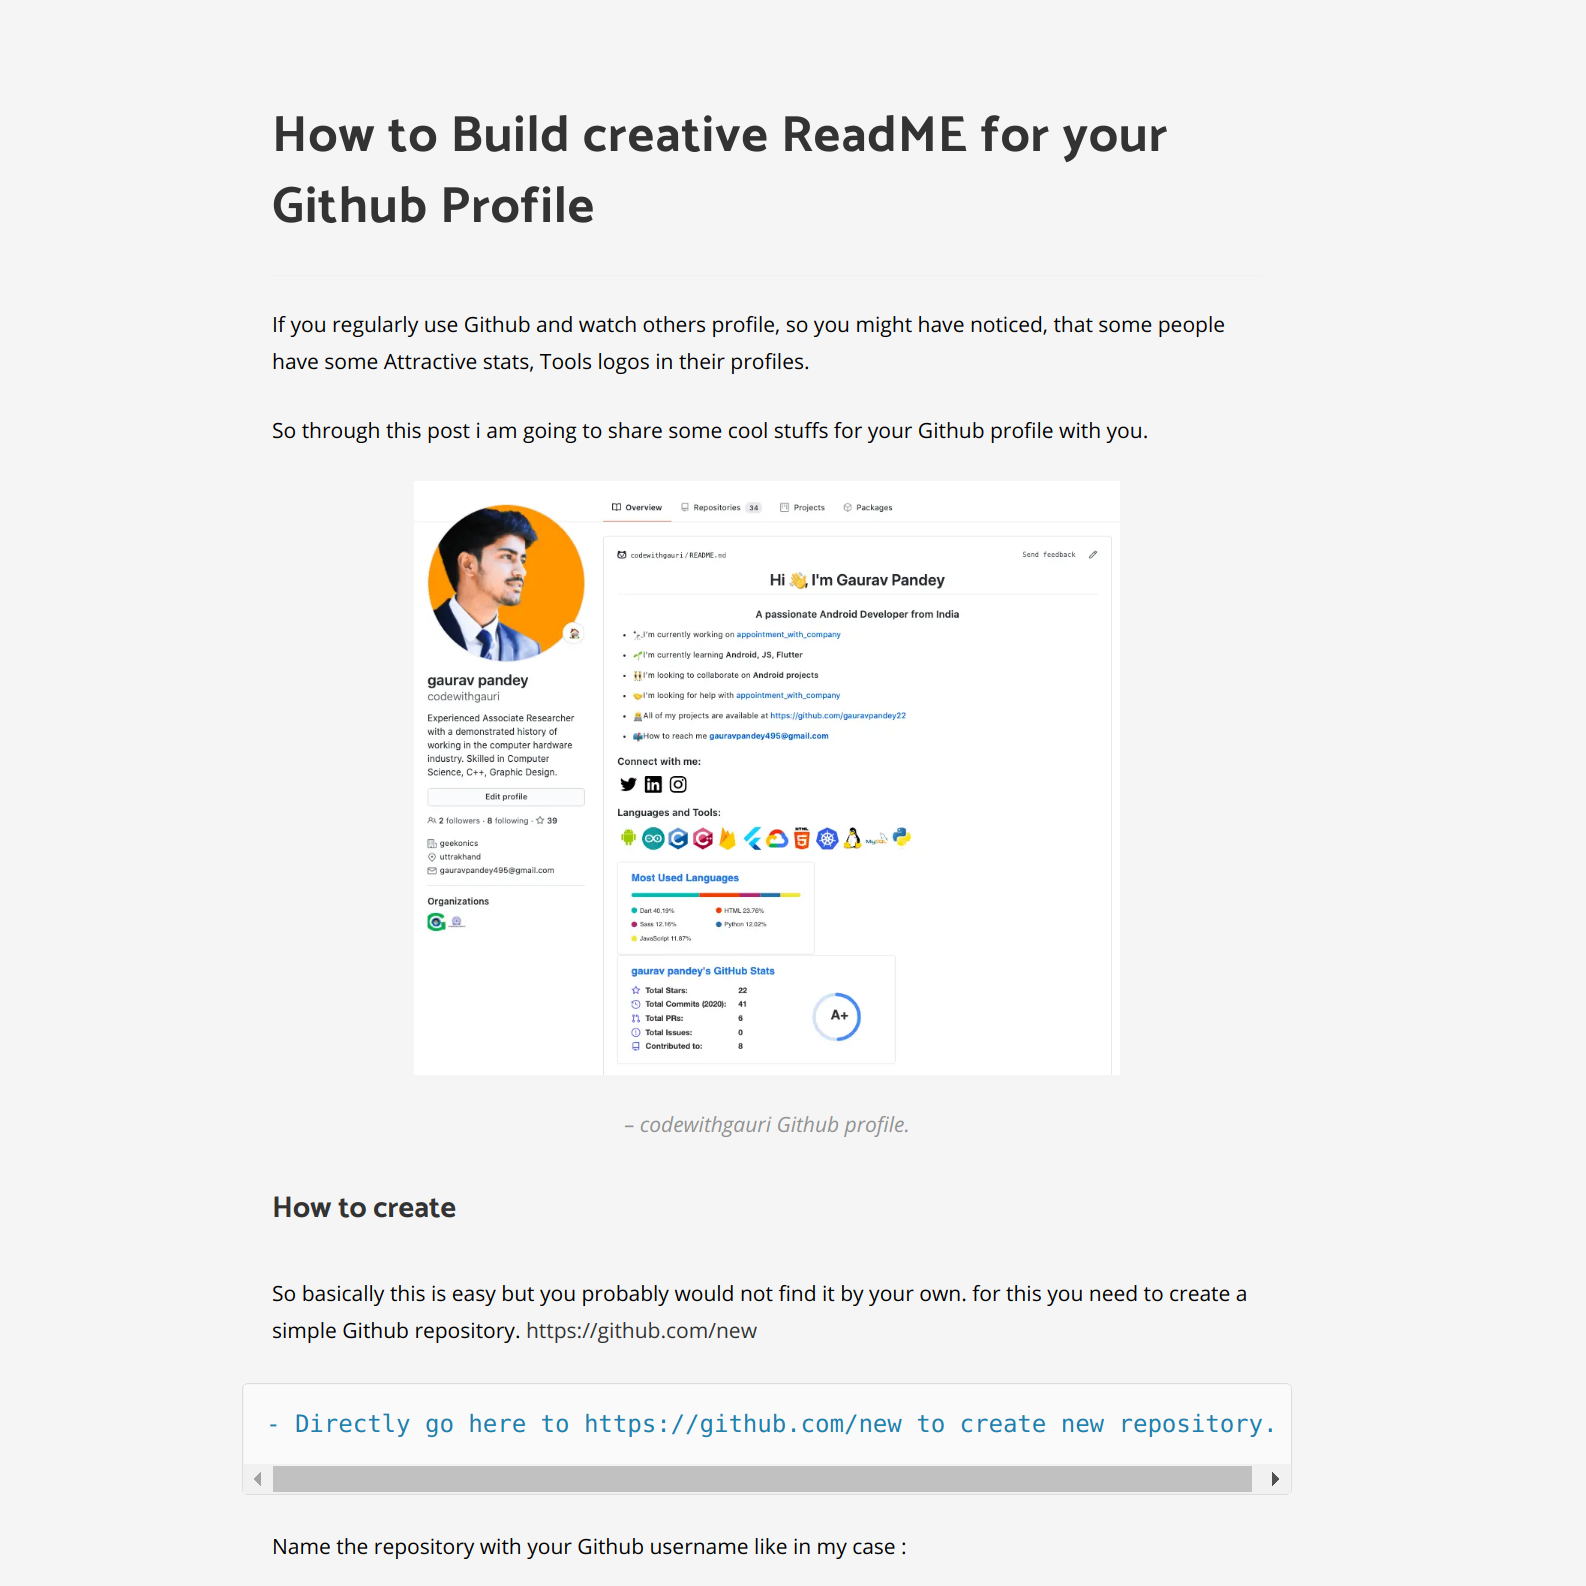 How to Build creative ReadME for your
Github Profile
If you regularly use Github and watch others profile, so you might have noticed, that some people
have some Attractive stats, Tools logos in their profiles.
So through this post i am going to share some cool stuffs for your Github profile with you.
Overview Repositories 34 Projects Packages
gaurav pandey
codewithgauri
Experienced Associate Researcher
with a demonstrated history of
working in the computer hardware
industry. Skilled in Computer
Science, C++, Graphic Design.
Edit profile
2 followers · 8 following · 39
geekonics
uttrakhand
gauravpandey495@gmail.com
Organizations
codewithgauri/README.md Send feedback
Hi 👋, I'm Gaurav Pandey
A passionate Android Developer from India
• 🔭I'm currently working on appointment_with_company
• 🌱I'm currently learning Android, JS, Flutter
• 👯I'm looking to collaborate on Android projects
• 🤝I'm looking for help with appointment_with_company
• 👨‍💻All of my projects are available at https://github.com/gauravpandey22
• 📫How to reach me gauravpandey495@gmail.com
Connect with me:
Languages and Tools:
MySQL
Most Used Languages
Dart 40.19% HTML 23.76%
Sass 12.16% Python 12.02%
JavaScript 11.87%
gaurav pandey's GitHub Stats
Total Stars: 22
Total Commits (2020): 41
Total PRs: 6
Total Issues: 0
Contributed to: 8
A+
– codewithgauri Github profile.
How to create
So basically this is easy but you probably would not find it by your own. for this you need to create a
simple Github repository. https://github.com/new
- Directly go here to https://github.com/new to create new repository.
Name the repository with your Github username like in my case :